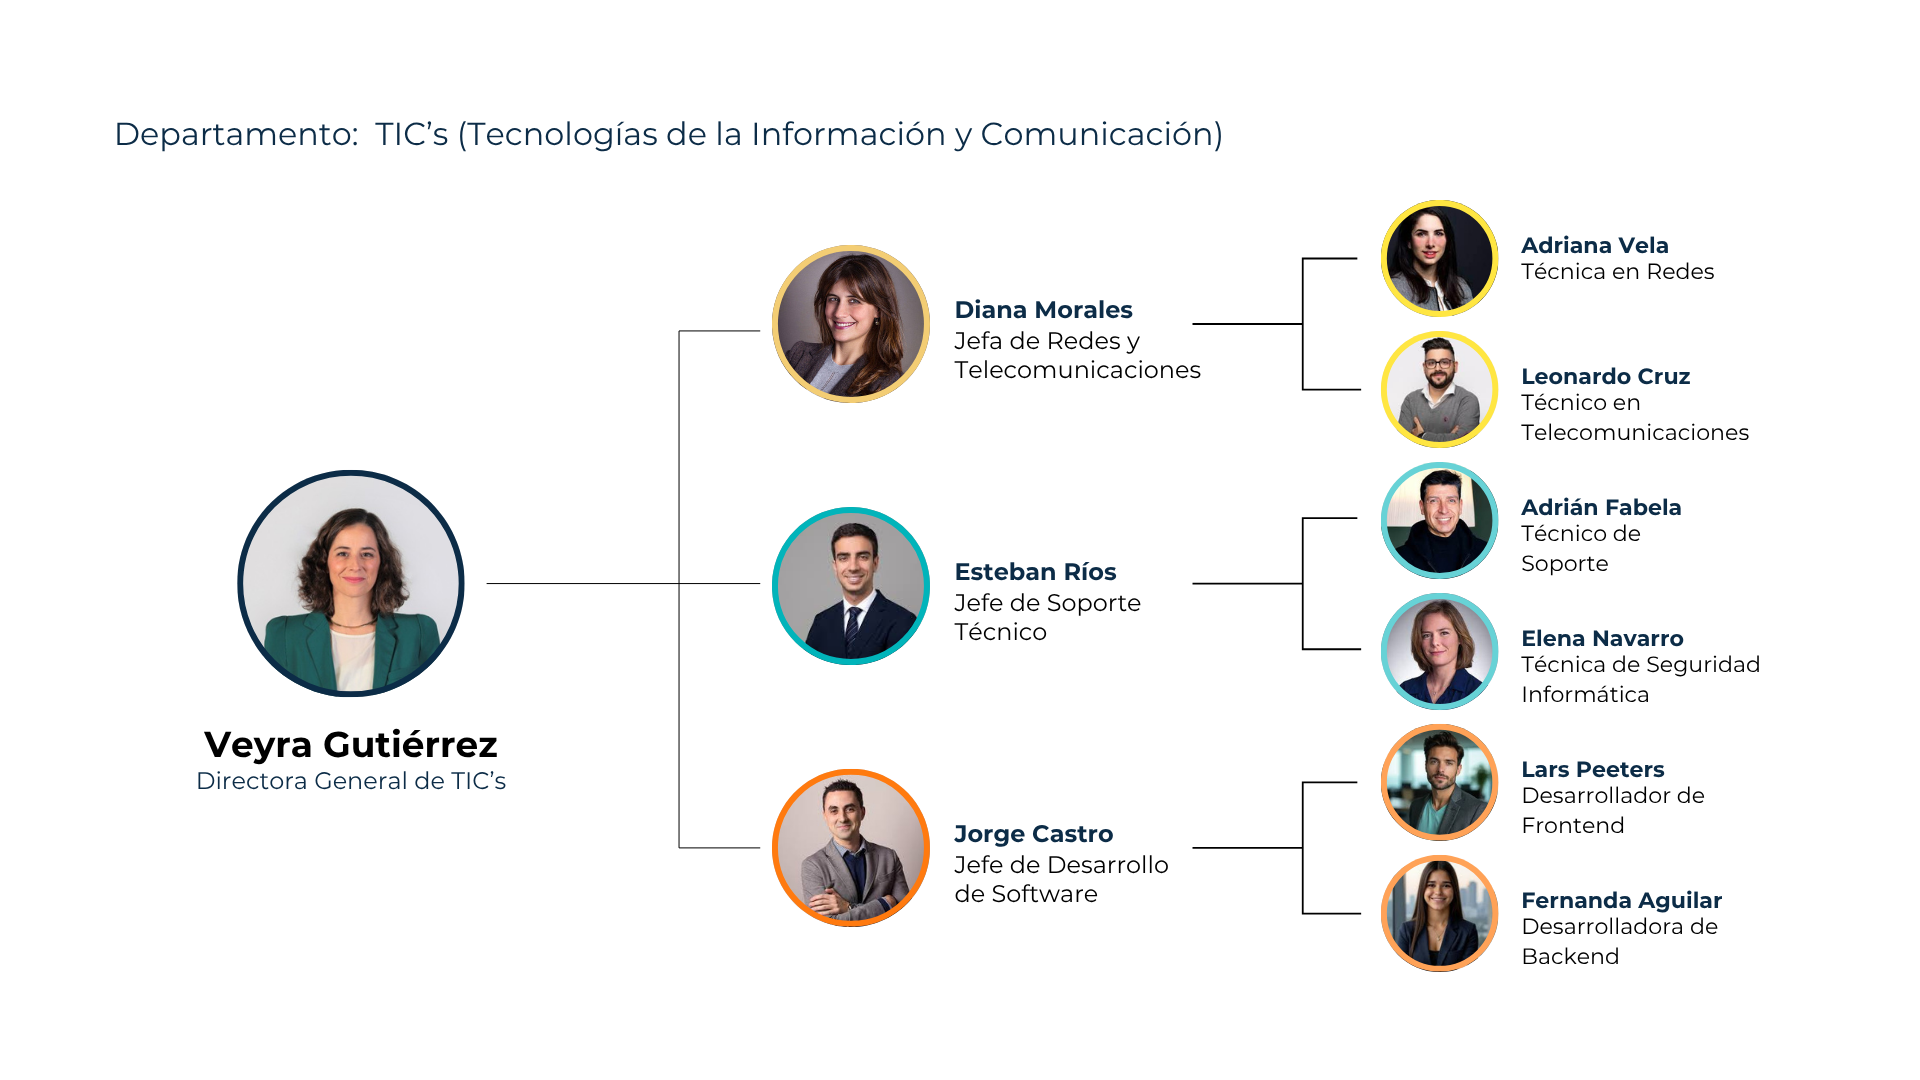 Departamento:  TIC’s (Tecnologías de la Información y Comunicación)
Veyra Gutiérrez
Directora General de TIC’s
Diana Morales
Jefa de Redes y
Telecomunicaciones
Adriana Vela
Técnica en Redes
Leonardo Cruz
Técnico en
Telecomunicaciones
Esteban Ríos
Jefe de Soporte
Técnico
Adrián Fabela
Técnico de
Soporte
Elena Navarro
Técnica de Seguridad
Informática
Jorge Castro
Jefe de Desarrollo
de Software
Lars Peeters
Desarrollador de
Frontend
Fernanda Aguilar
Desarrolladora de
Backend